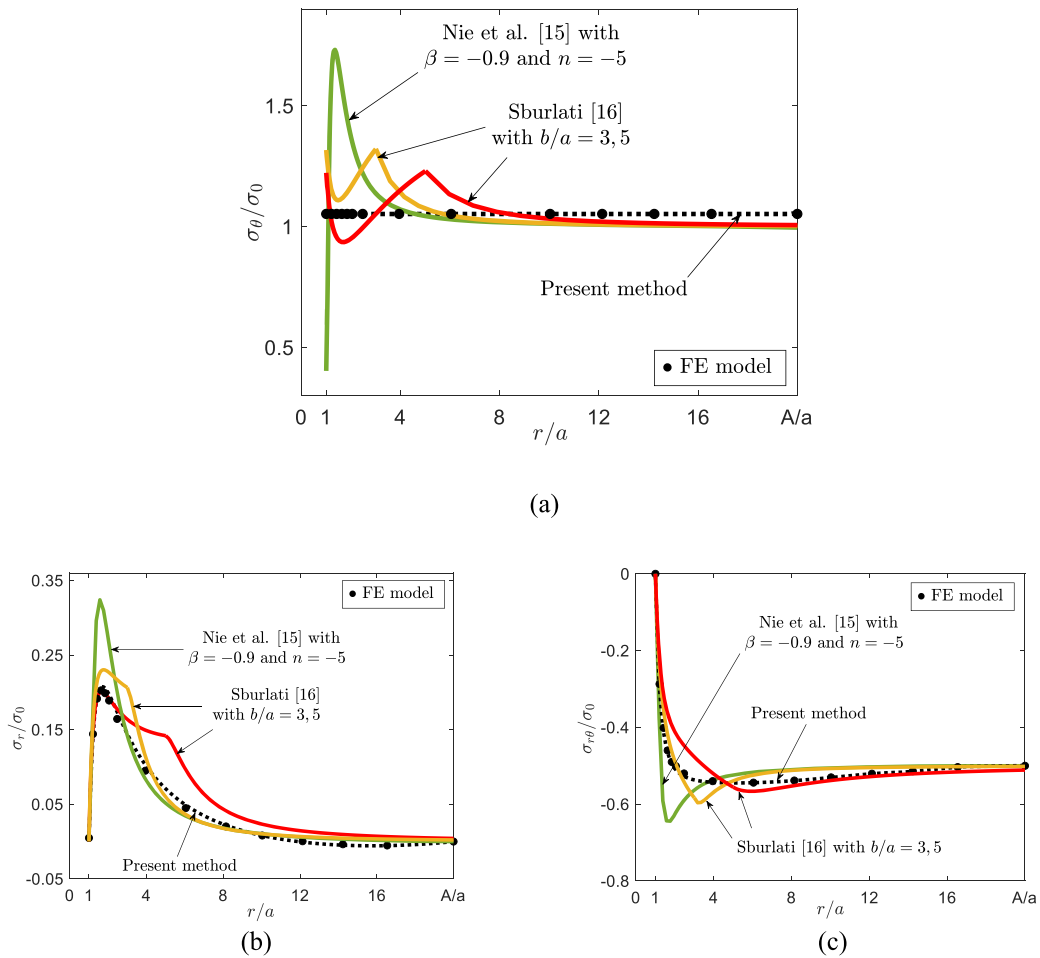 Nie et al. [15] with
β = −0.9 and n = −5
Sburlati [16]
with b/a = 3, 5
Present method
FE model
σθ/σ0
1.5
1
0.5
0 1 4 8 12 16 A/a
r/a
(a)
0.35
0.25
0.15
0.05
-0.05
σr/σ0
FE model
Nie et al. [15] with
β = −0.9 and n = −5
Sburlati [16]
with b/a = 3, 5
Present method
0 1 4 8 12 16 A/a
r/a
(b)
0
-0.2
-0.4
-0.6
-0.8
σrθ/σ0
FE model
Nie et al. [15] with
β = −0.9 and n = −5
Present method
Sburlati [16] with b/a = 3, 5
0 1 4 8 12 16 A/a
r/a
(c)